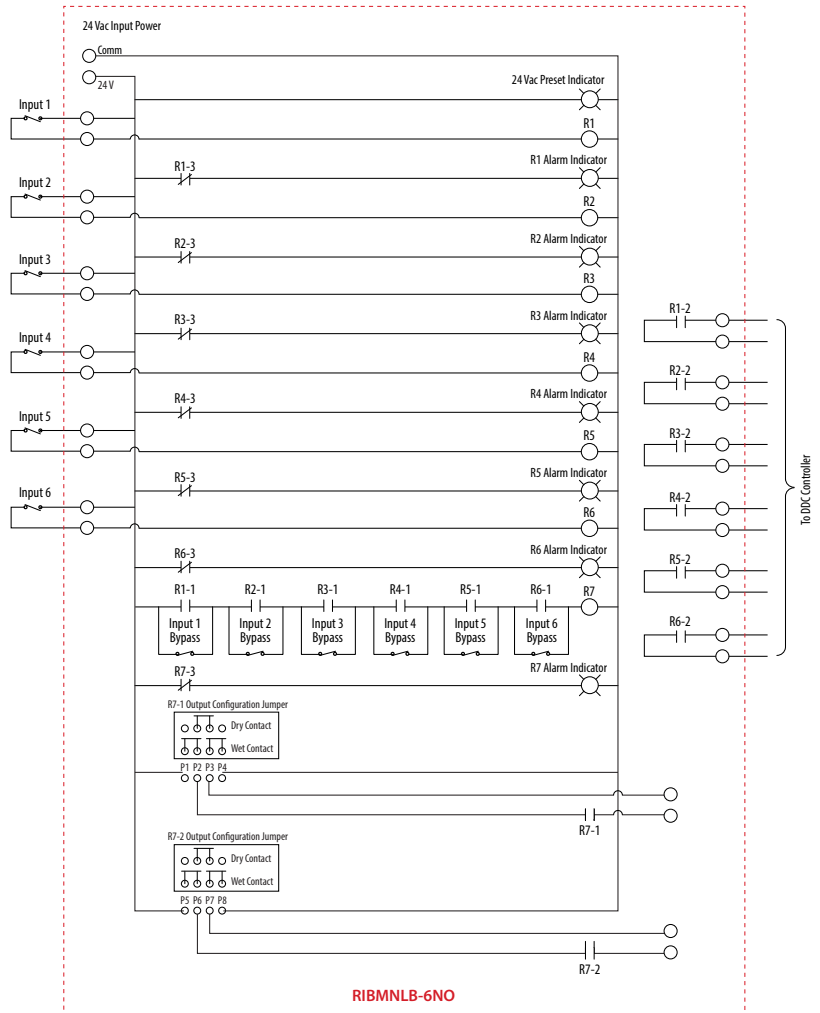 24 Vac Input Power
Comm
24 V
24 Vac Preset Indicator
Input 1
R1
R1-3
R1 Alarm Indicator
Input 2
R2
R2-3
R2 Alarm Indicator
Input 3
R3
R3-3
R3 Alarm Indicator
Input 4
R4
R4-3
R4 Alarm Indicator
Input 5
R5
R5-3
R5 Alarm Indicator
Input 6
R6
R6-3
R6 Alarm Indicator
R1-1 R2-1 R3-1 R4-1 R5-1 R6-1 R7
Input 1 Input 2 Input 3 Input 4 Input 5 Input 6
Bypass Bypass Bypass Bypass Bypass Bypass
R7-3
R7 Alarm Indicator
R7-1 Output Configuration Jumper
Dry Contact
Wet Contact
P1 P2 P3 P4
R7-1
R7-2 Output Configuration Jumper
Dry Contact
Wet Contact
P5 P6 P7 P8
R7-2
R1-2
R2-2
R3-2
R4-2
R5-2
R6-2
To DDC Controller
RIBMNLB-6NO